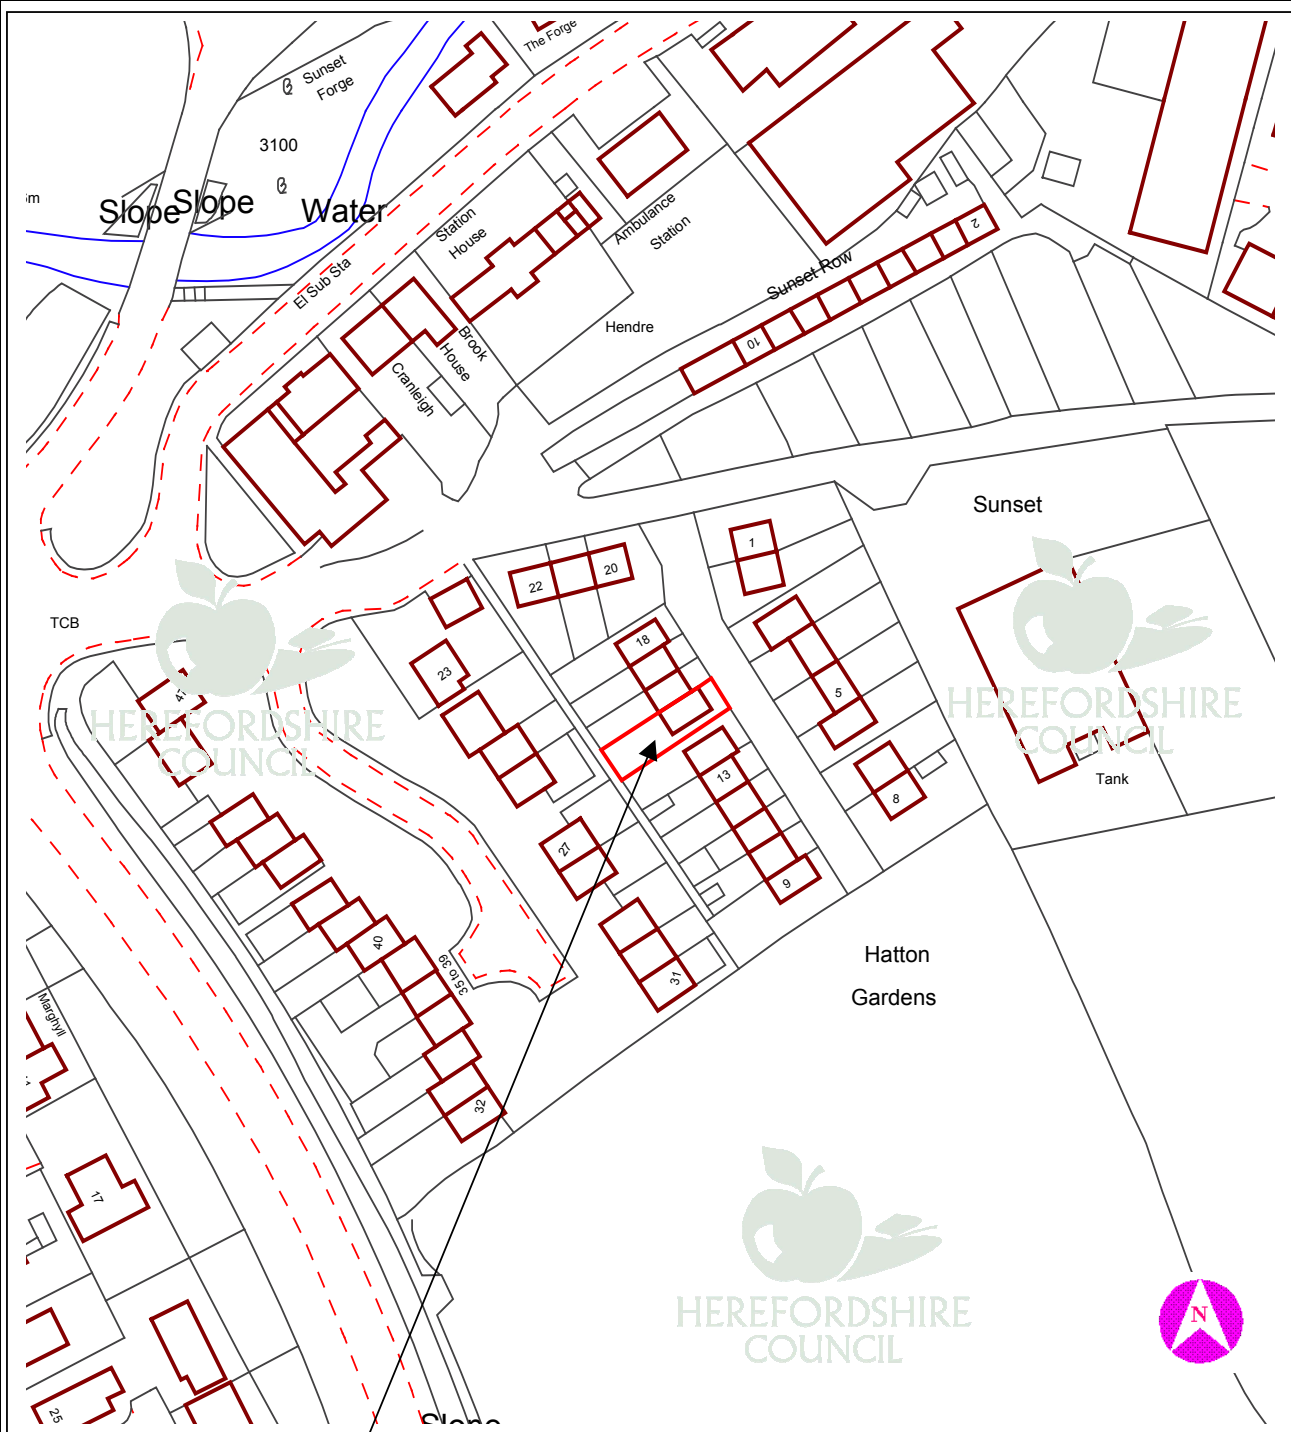 The Forge
Sunset
Forge
3100
Slope
Slope
Water
Station
House
Ambulance
Station
El Sub Sta
Sunset Row
2
10
Hendre
Brook
House
Cranleigh
Sunset
1
22
20
TCB
18
23
47
5
HEREFORDSHIRE
COUNCIL
HEREFORDSHIRE
COUNCIL
13
Tank
8
27
9
40
35 to 39
31
Hatton
Gardens
Marghyll
32
17
HEREFORDSHIRE
COUNCIL
N
25
Slope